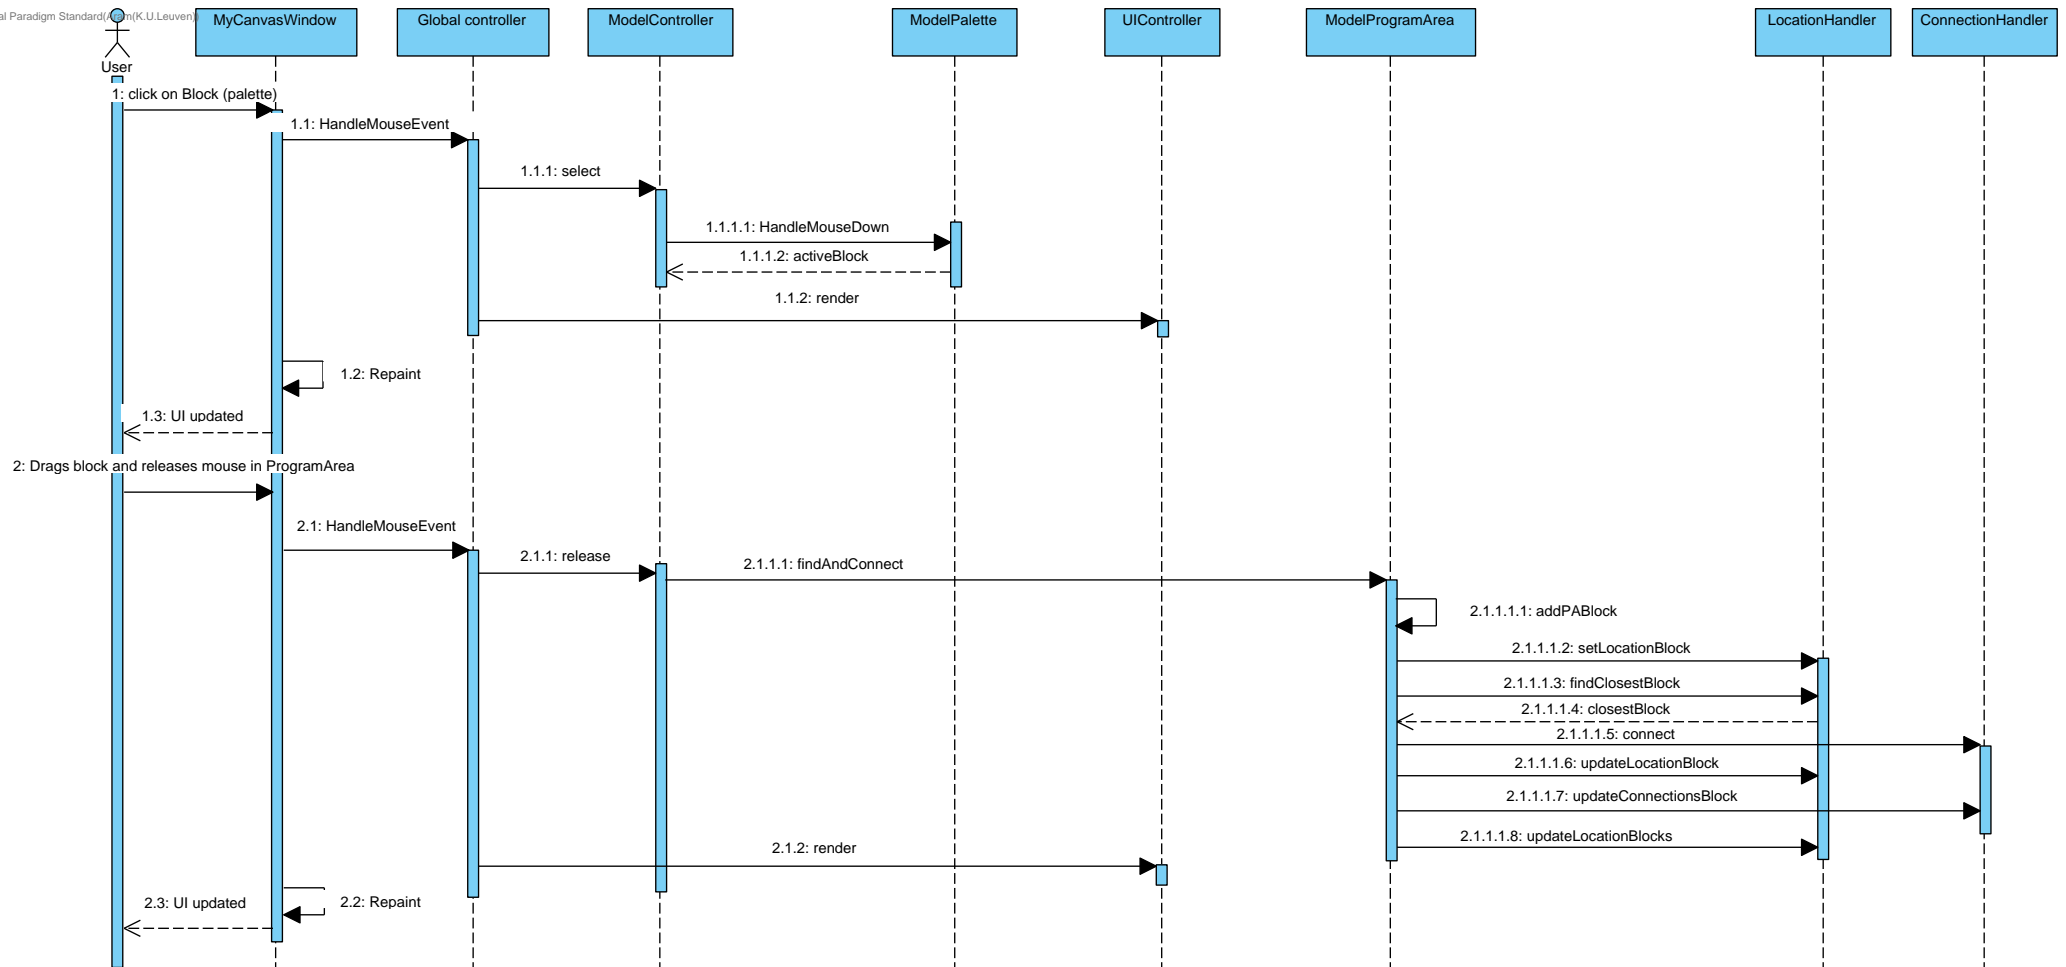 al Paradigm Standard(Aram(K.U.Leuven))
MyCanvasWindow
Global controller
ModelController
ModelPalette
UIController
ModelProgramArea
LocationHandler
ConnectionHandler
User
1: click on Block (palette)
1.1: HandleMouseEvent
1.1.1: select
1.1.1.1: HandleMouseDown
1.1.1.2: activeBlock
1.1.2: render
1.2: Repaint
1.3: UI updated
2: Drags block and releases mouse in ProgramArea
2.1: HandleMouseEvent
2.1.1: release
2.1.1.1: findAndConnect
2.1.1.1.1: addPABlock
2.1.1.1.2: setLocationBlock
2.1.1.1.3: findClosestBlock
2.1.1.1.4: closestBlock
2.1.1.1.5: connect
2.1.1.1.6: updateLocationBlock
2.1.1.1.7: updateConnectionsBlock
2.1.1.1.8: updateLocationBlocks
2.1.2: render
2.2: Repaint
2.3: UI updated